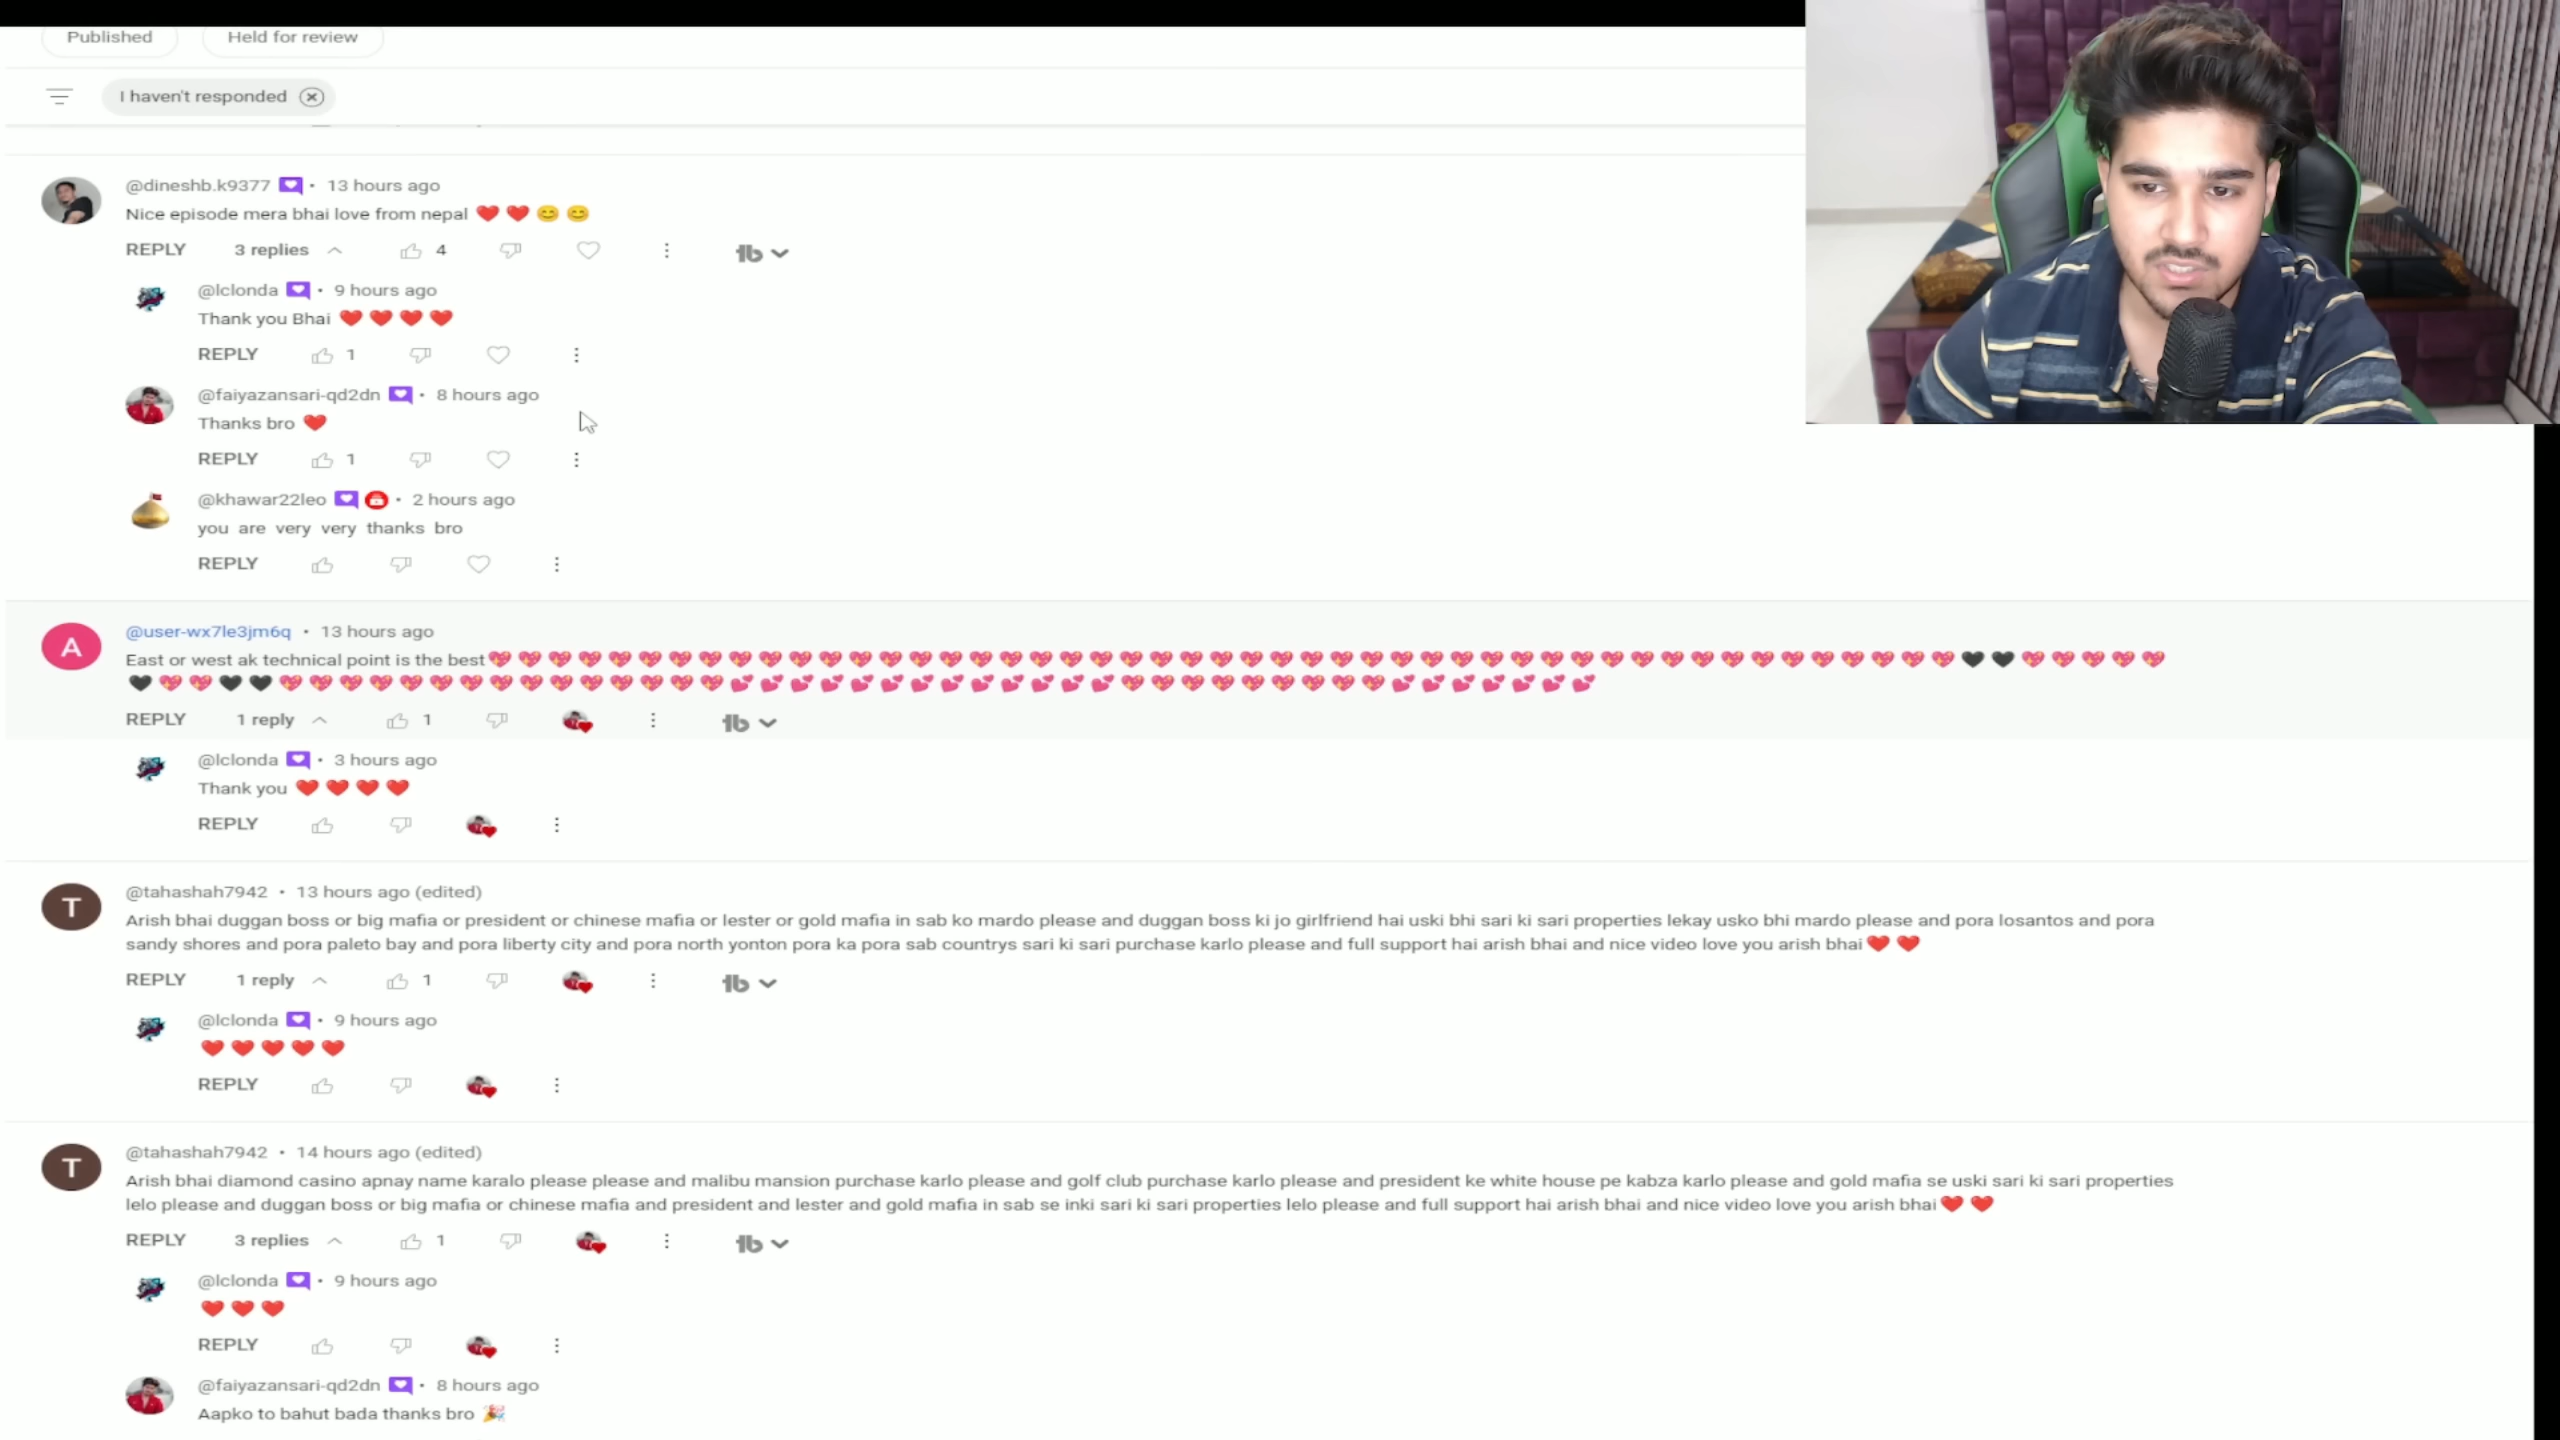 Published Held for review
I haven't responded
@dineshb.k9377 • 13 hours ago
Nice episode mera bhai love from nepal ❤️ ❤️ 😊 😊
REPLY 3 replies 4
@lclonda • 9 hours ago
Thank you Bhai ❤️ ❤️ ❤️ ❤️
REPLY 1
@faiyazansari-qd2dn • 8 hours ago
Thanks bro ❤️
REPLY 1
@khawar22leo • 2 hours ago
you are very very thanks bro
REPLY
A
@user-wx7le3jm6q • 13 hours ago
East or west ak technical point is the best
REPLY 1 reply 1
@lclonda • 3 hours ago
Thank you ❤️ ❤️ ❤️ ❤️
REPLY
T
@tahashah7942 • 13 hours ago (edited)
Arish bhai duggan boss or big mafia or president or chinese mafia or lester or gold mafia in sab ko mardo please and duggan boss ki jo girlfriend hai uski bhi sari ki sari properties lekay usko bhi mardo please and pora losantos and pora
sandy shores and pora paleto bay and pora liberty city and pora north yonton pora ka pora sab countrys sari ki sari purchase karlo please and full support hai arish bhai and nice video love you arish bhai ❤️ ❤️
REPLY 1 reply 1
@lclonda • 9 hours ago
❤️ ❤️ ❤️ ❤️ ❤️
REPLY
T
@tahashah7942 • 14 hours ago (edited)
Arish bhai diamond casino apnay name karalo please please and malibu mansion purchase karlo please and golf club purchase karlo please and president ke white house pe kabza karlo please and gold mafia se uski sari ki sari properties
lelo please and duggan boss or big mafia or chinese mafia and president and lester and gold mafia in sab se inki sari ki sari properties lelo please and full support hai arish bhai and nice video love you arish bhai ❤️ ❤️
REPLY 3 replies 1
@lclonda • 9 hours ago
❤️ ❤️ ❤️
REPLY
@faiyazansari-qd2dn • 8 hours ago
Aapko to bahut bada thanks bro 🎉